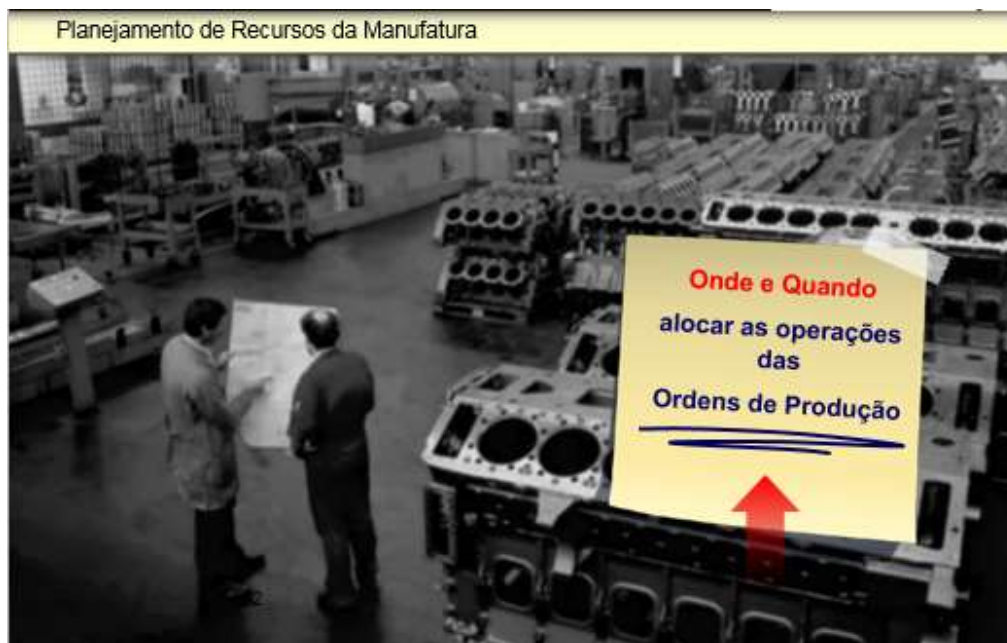 Planejamento de Recursos da Manufatura
Onde e Quando
alocar as operações
das
Ordens de Produção